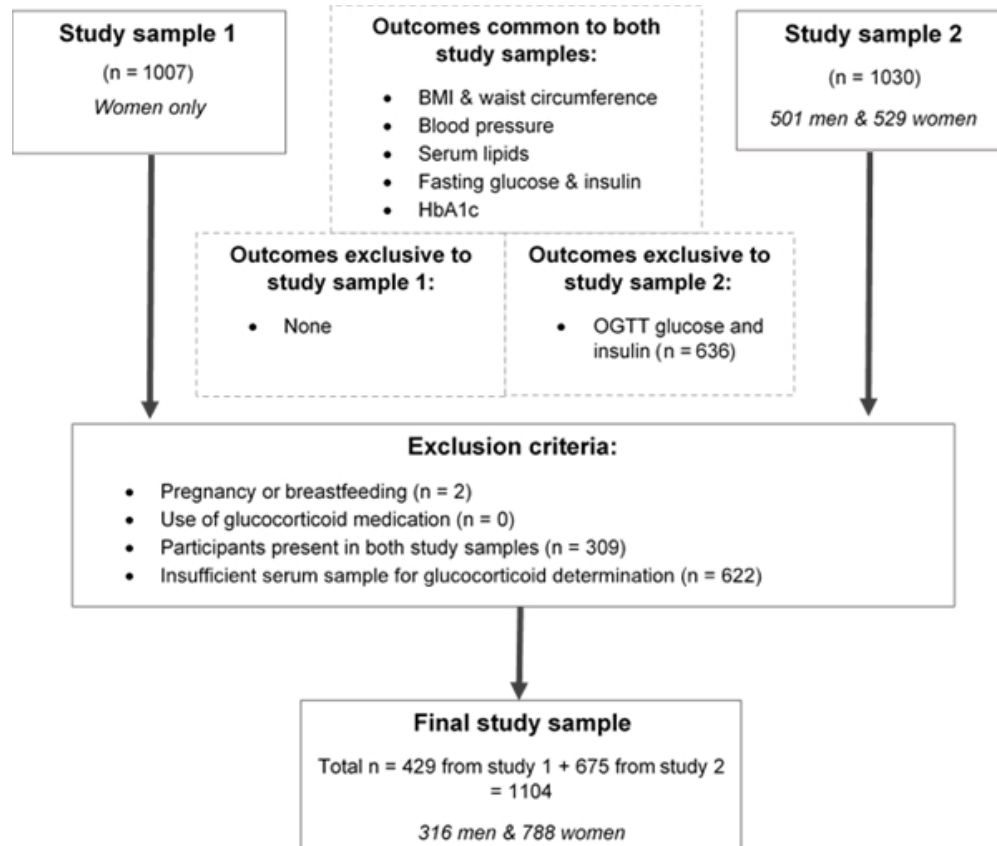 Study sample 1
(n = 1007)
Women only
Outcomes common to both
study samples:
• BMI & waist circumference
• Blood pressure
• Serum lipids
• Fasting glucose & insulin
• HbA1c
Study sample 2
(n = 1030)
501 men & 529 women
Outcomes exclusive to
study sample 1:
• None
Outcomes exclusive to
study sample 2:
• OGTT glucose and
insulin (n = 636)
Exclusion criteria:
• Pregnancy or breastfeeding (n = 2)
• Use of glucocorticoid medication (n = 0)
• Participants present in both study samples (n = 309)
• Insufficient serum sample for glucocorticoid determination (n = 622)
Final study sample
Total n = 429 from study 1 + 675 from study 2
= 1104
316 men & 788 women